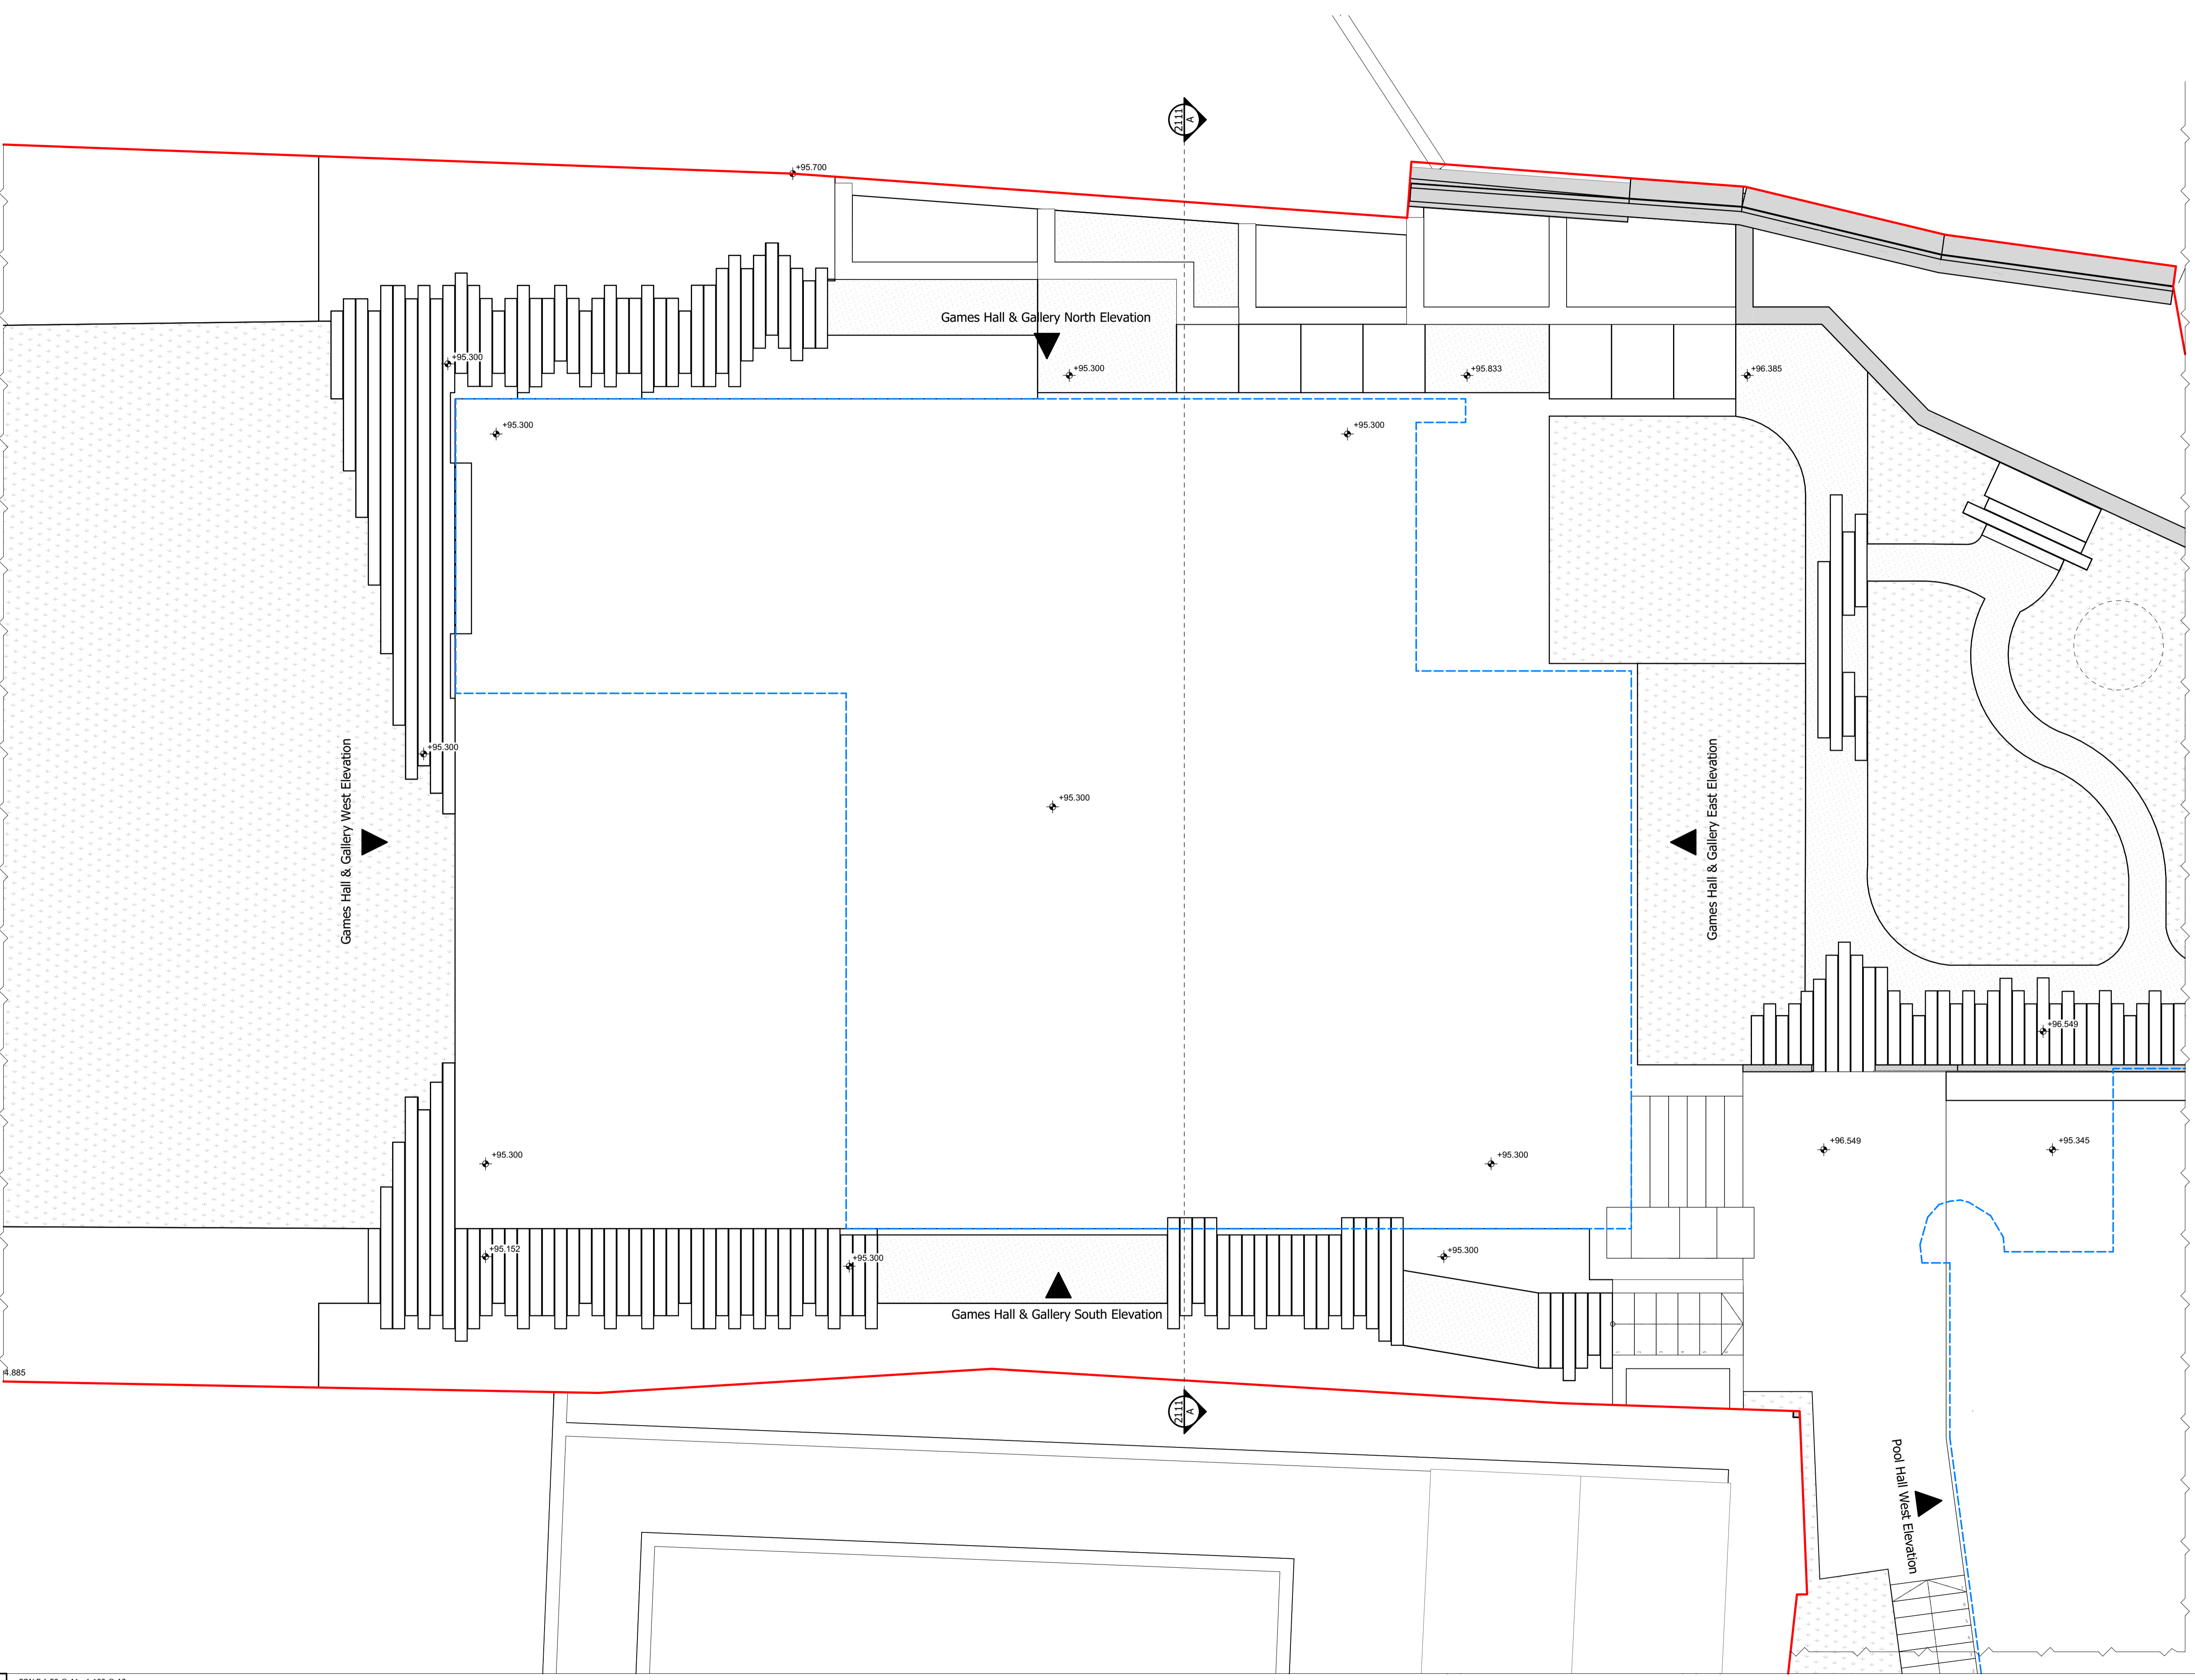 2111
A
+95.700
Games Hall & Gallery North Elevation
+95.300
+95.300
+95.833
+96.385
+95.300
+95.300
Games Hall & Gallery West Elevation
+95.300
+95.300
Games Hall & Gallery East Elevation
+96.549
+95.300
+95.300
+96.549
+95.345
+95.152
+95.300
+95.300
Games Hall & Gallery South Elevation
4.885
2111
A
Pool Hall West Elevation